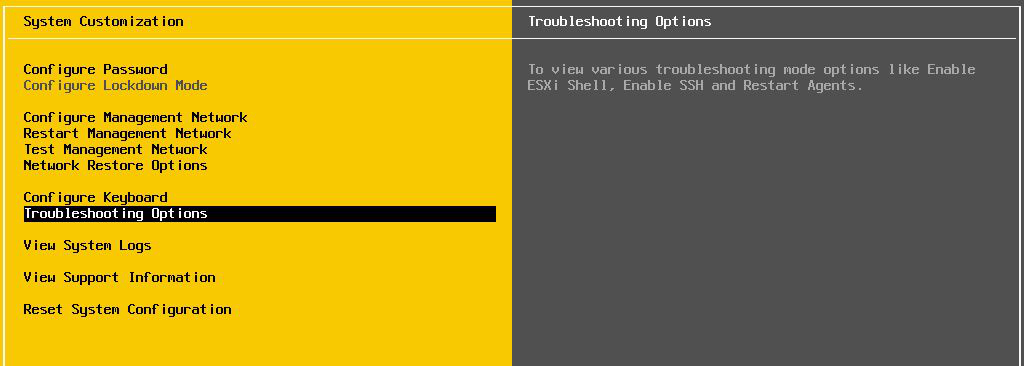 System Customization
Configure Password
Configure Lockdown Mode
Configure Management Network
Restart Management Network
Test Management Network
Network Restore Options
Configure Keyboard
Troubleshooting Options
View System Logs
View Support Information
Reset System Configuration
Troubleshooting Options
To view various troubleshooting mode options like Enable
ESXi Shell, Enable SSH and Restart Agents.